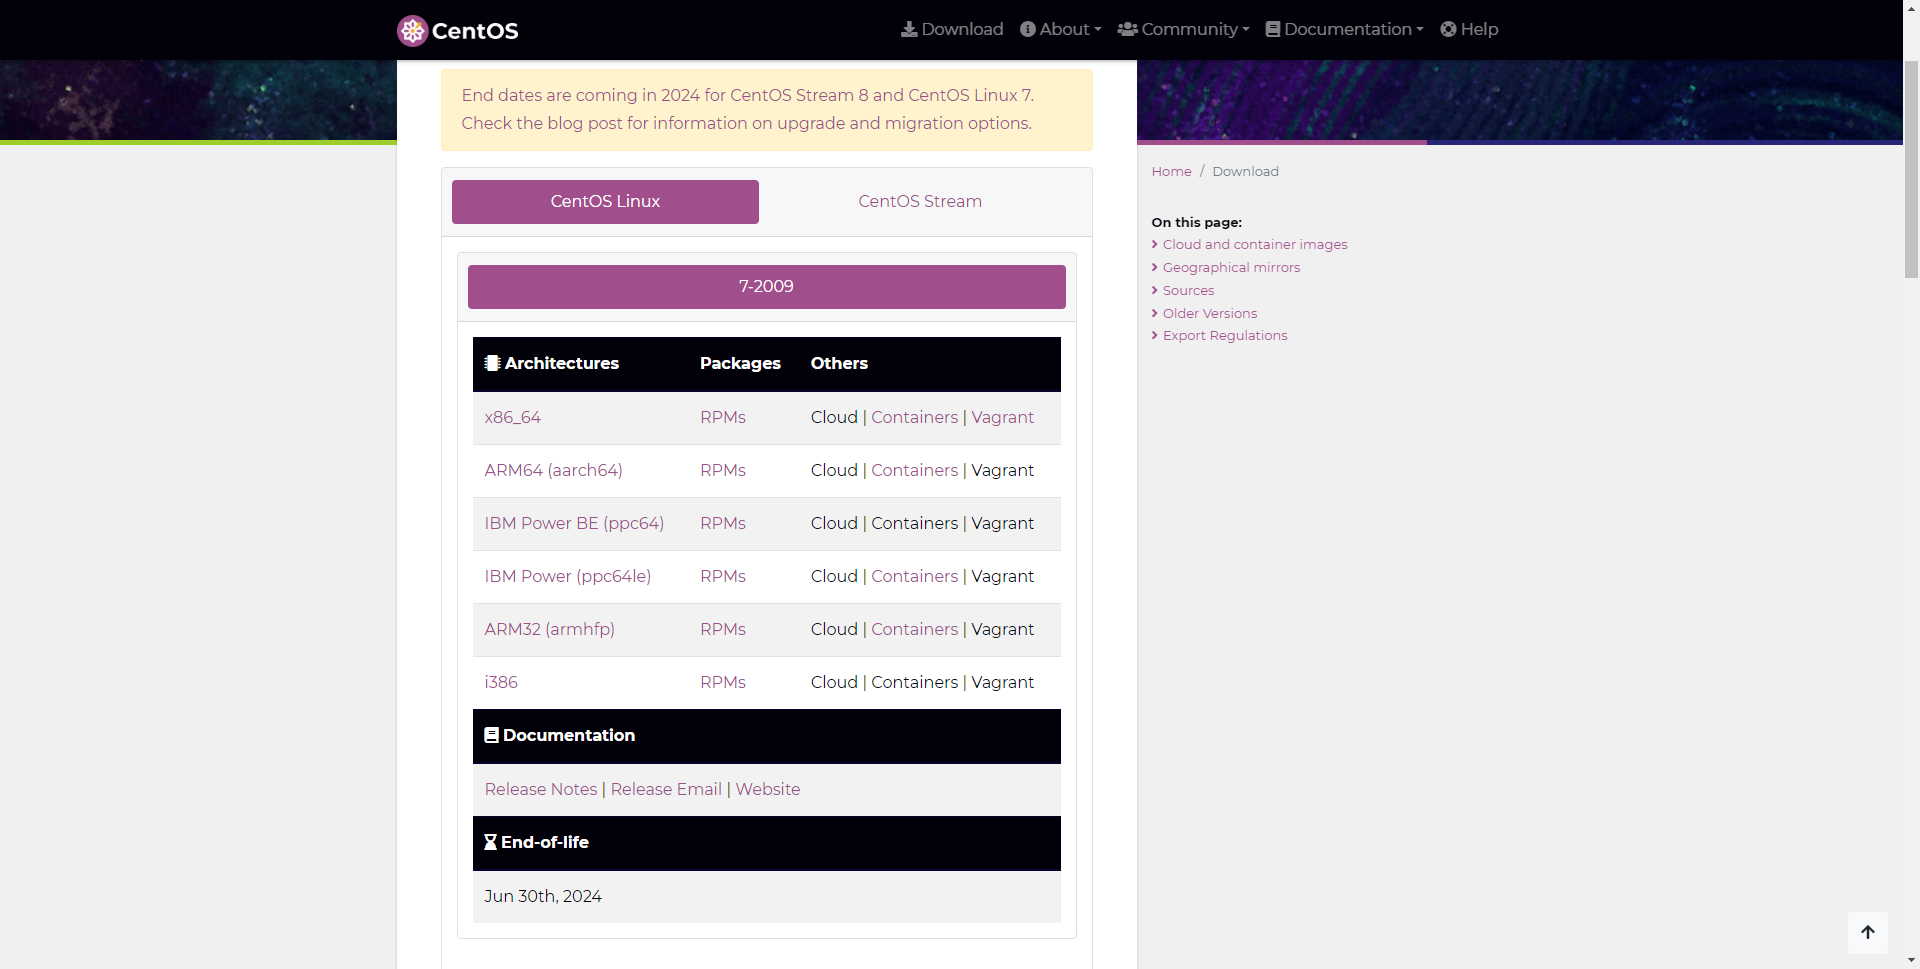 CentOS
Download About Community Documentation Help
End dates are coming in 2024 for CentOS Stream 8 and CentOS Linux 7.
Check the blog post for information on upgrade and migration options.
CentOS Linux CentOS Stream
7-2009
Architectures Packages Others
x86_64 RPMs Cloud | Containers | Vagrant
ARM64 (aarch64) RPMs Cloud | Containers | Vagrant
IBM Power BE (ppc64) RPMs Cloud | Containers | Vagrant
IBM Power (ppc64le) RPMs Cloud | Containers | Vagrant
ARM32 (armhfp) RPMs Cloud | Containers | Vagrant
i386 RPMs Cloud | Containers | Vagrant
Documentation
Release Notes | Release Email | Website
End-of-life
Jun 30th, 2024
Home / Download
On this page:
Cloud and container images
Geographical mirrors
Sources
Older Versions
Export Regulations